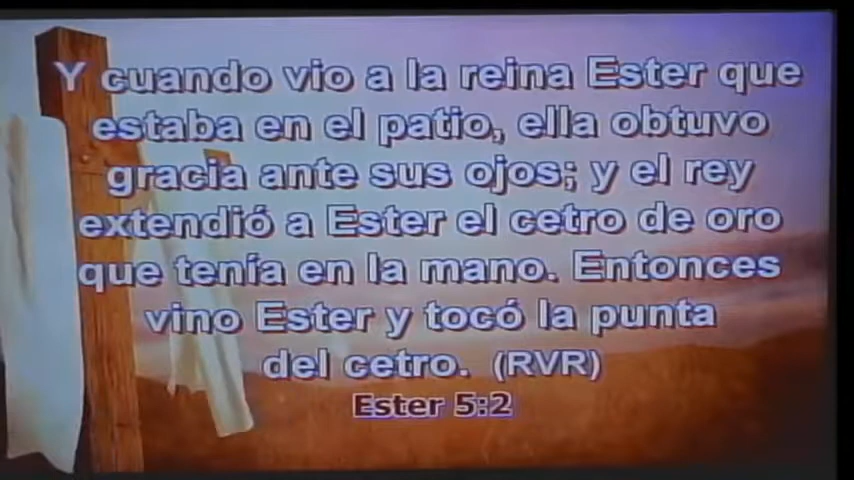 Y cuando vio a la reina Ester que
estaba en el patio, ella obtuvo
gracia ante sus ojos; y el rey
extendió a Ester el cetro de oro
que tenía en la mano. Entonces
vino Ester y tocó la punta
del cetro. (RVR)
Ester 5:2